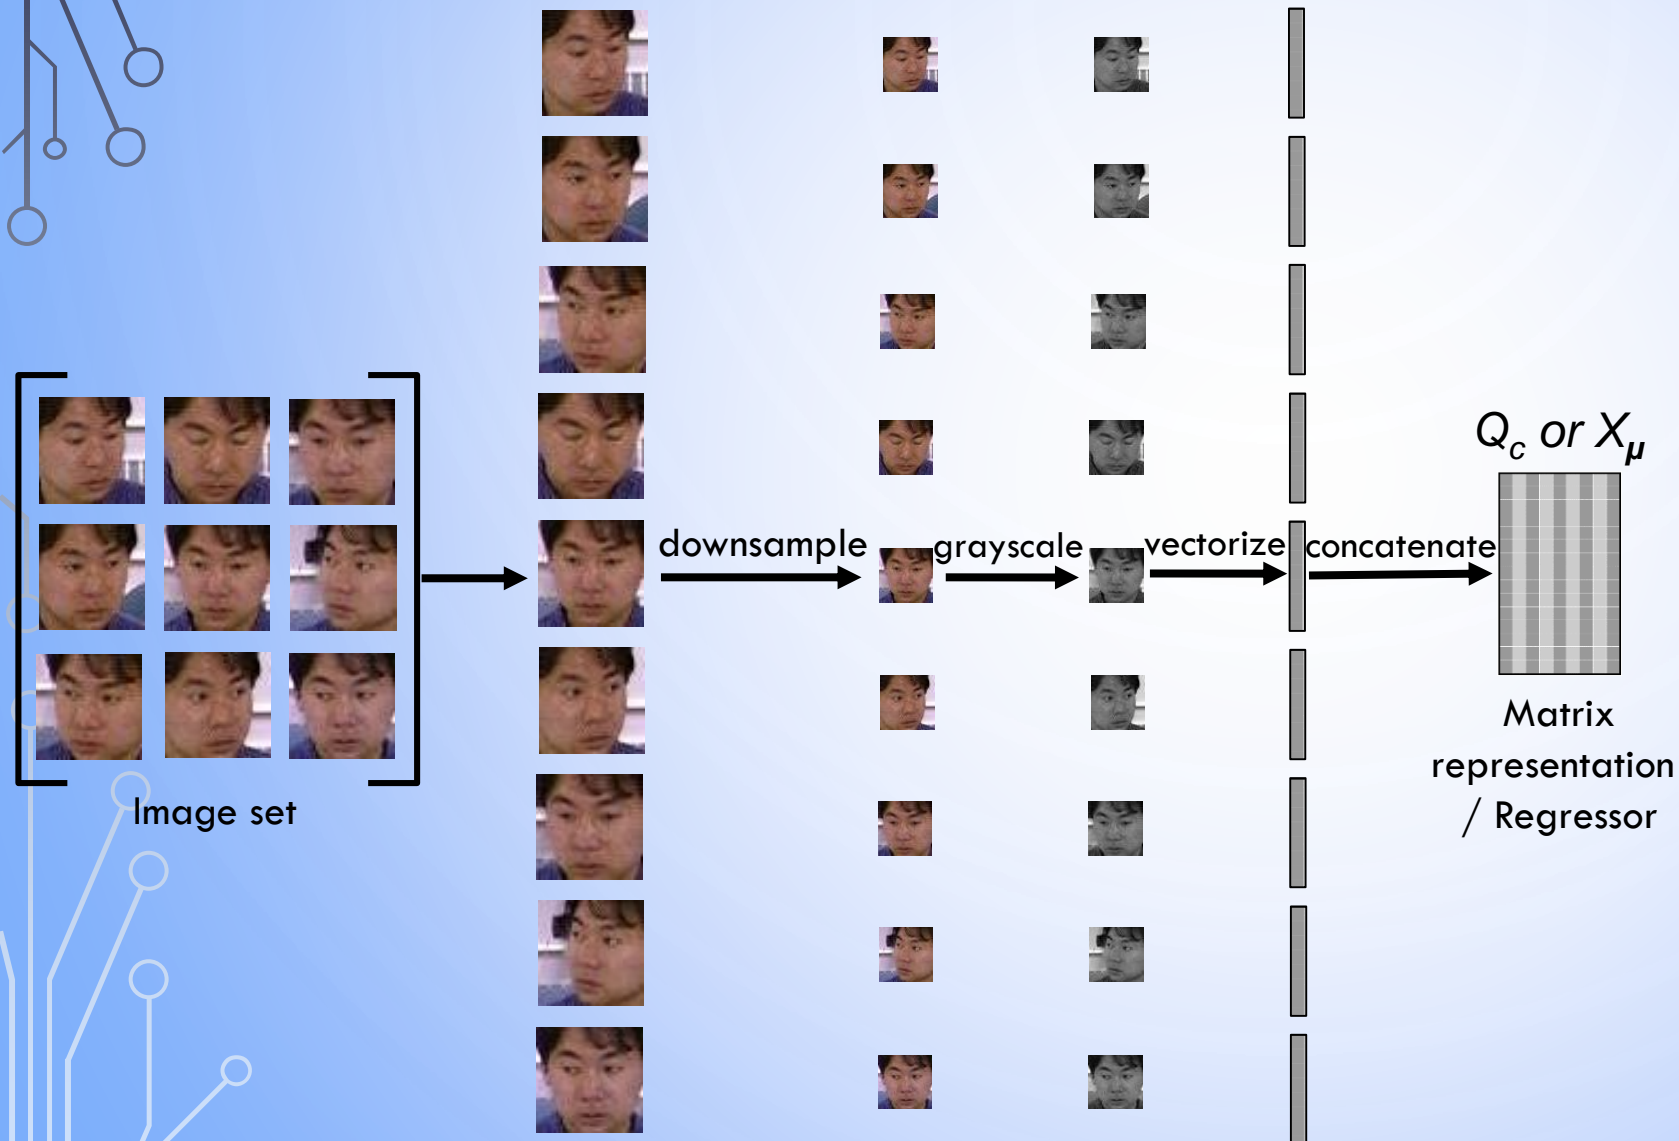 Image set
downsample
grayscale
vectorize
concatenate
Q_c or X_μ
Matrix
representation
/ Regressor